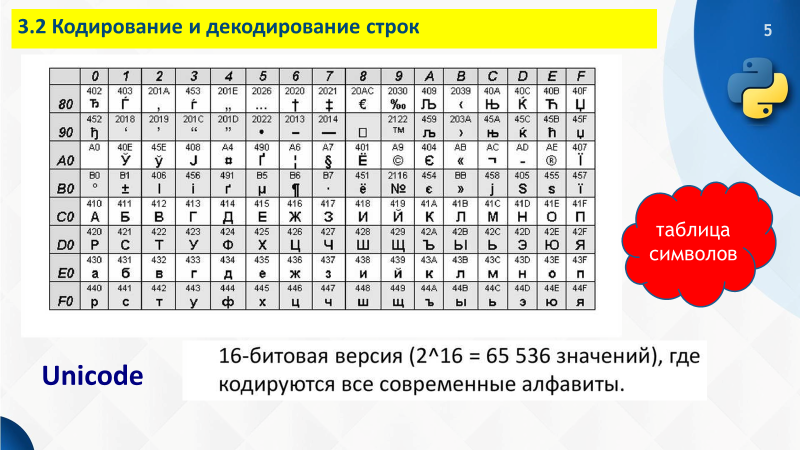 3.2 Кодирование и декодирование строк
5
0 1 2 3 4 5 6 7 8 9 A B C D E F
402 403 201A 453 201E 2026 2020 2021 20AC 2030 409 2039 40A 40C 40B 40F
80 Ђ Ѓ ‚ ѓ „ … † ‡ € ‰ Љ ‹ Њ Ќ Ћ Џ
452 2018 2019 201C 201D 2022 2013 2014 2122 459 203A 45A 45C 45B 45F
90 ђ ‘ ’ “ ” • – — □ ™ љ › њ ќ ћ џ
A0 40E 45E 408 A4 490 A6 A7 401 A9 404 AB AC AD AE 407
A0 Ў ў Ј ¤ Ґ ¦ § Ё © Є « ¬ - ® Ї
B0 B1 406 456 491 B5 B6 B7 451 2116 454 BB 458 405 455 457
B0 ° ± І і ґ µ ¶ · ё № є » ј Ѕ ѕ ї
410 411 412 413 414 415 416 417 418 419 41A 41B 41C 41D 41E 41F
C0 А Б В Г Д Е Ж З И Й К Л М Н О П
420 421 422 423 424 425 426 427 428 429 42A 42B 42C 42D 42E 42F
D0 Р С Т У Ф Х Ц Ч Ш Щ Ъ Ы Ь Э Ю Я
430 431 432 433 434 435 436 437 438 439 43A 43B 43C 43D 43E 43F
E0 а б в г д е ж з и й к л м н о п
440 441 442 443 444 445 446 447 448 449 44A 44B 44C 44D 44E 44F
F0 р с т у ф х ц ч ш щ ъ ы ь э ю я
таблица
символов
Unicode
16-битовая версия (2^16 = 65 536 значений), где
кодируются все современные алфавиты.